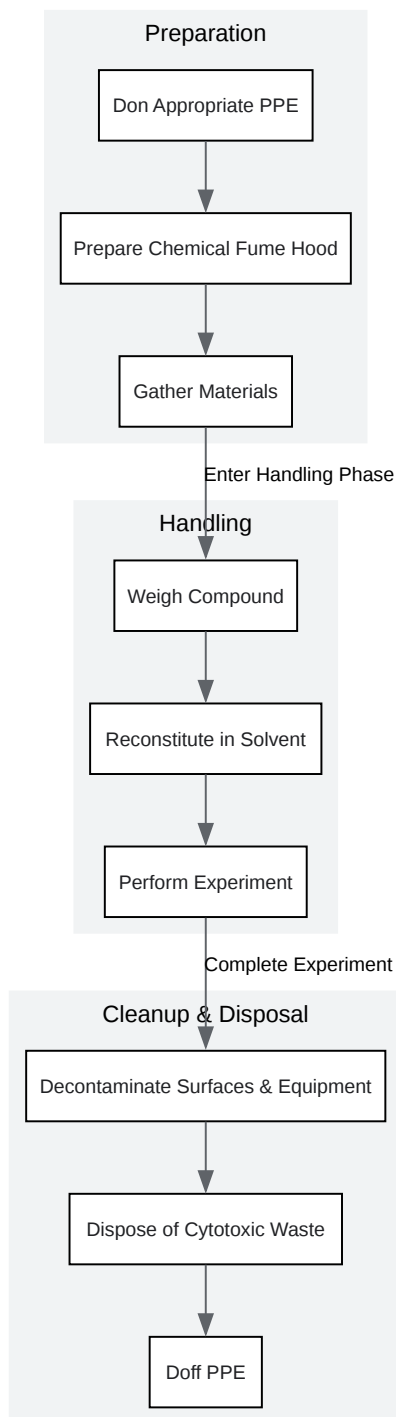 Preparation
Don Appropriate PPE
Prepare Chemical Fume Hood
Gather Materials
Enter Handling Phase
Handling
Weigh Compound
Reconstitute in Solvent
Perform Experiment
Complete Experiment
Cleanup & Disposal
Decontaminate Surfaces & Equipment
Dispose of Cytotoxic Waste
Doff PPE